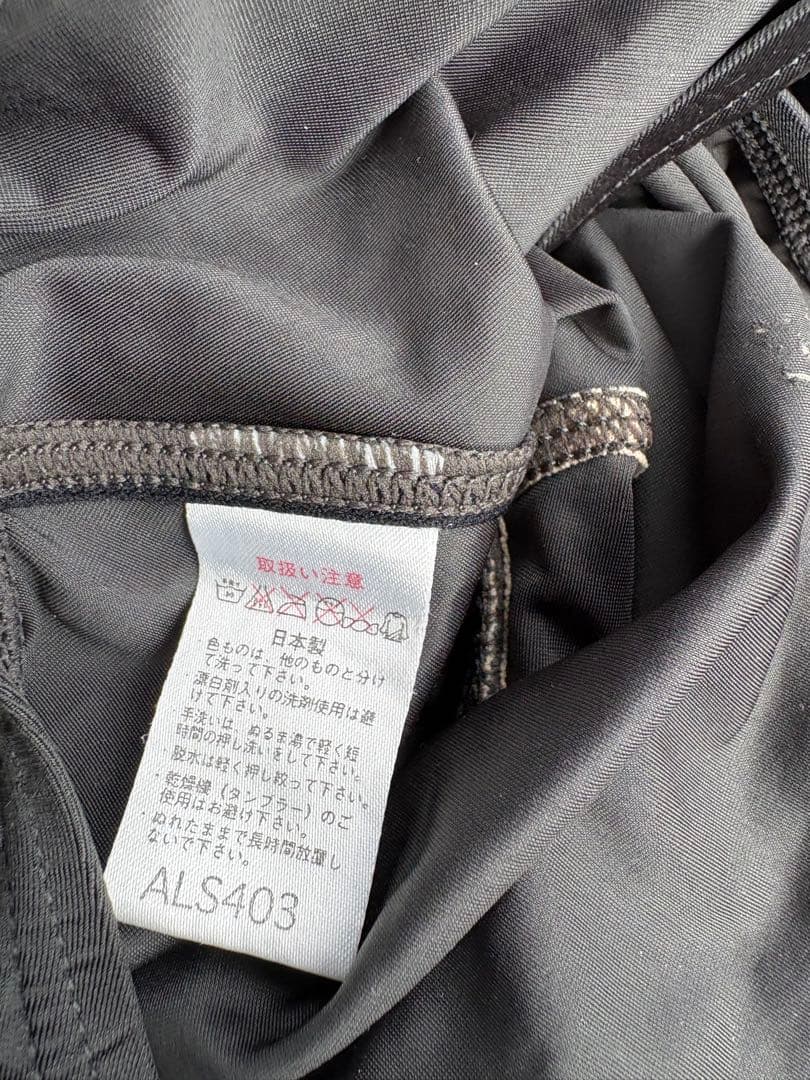 取扱い注意
日本製
・色ものは、他のものと分け
て洗って下さい。
・漂白剤入りの洗剤使用は避
けて下さい。
・手洗いは、ぬるま湯で軽く短
時間の押し洗いをして下さい。
・脱水は軽く押し絞って下さい。
・乾燥線（タンブラー）のご
使用はお避け下さい。
・ぬれたままで長時間放置し
ないで下さい。
ALS403